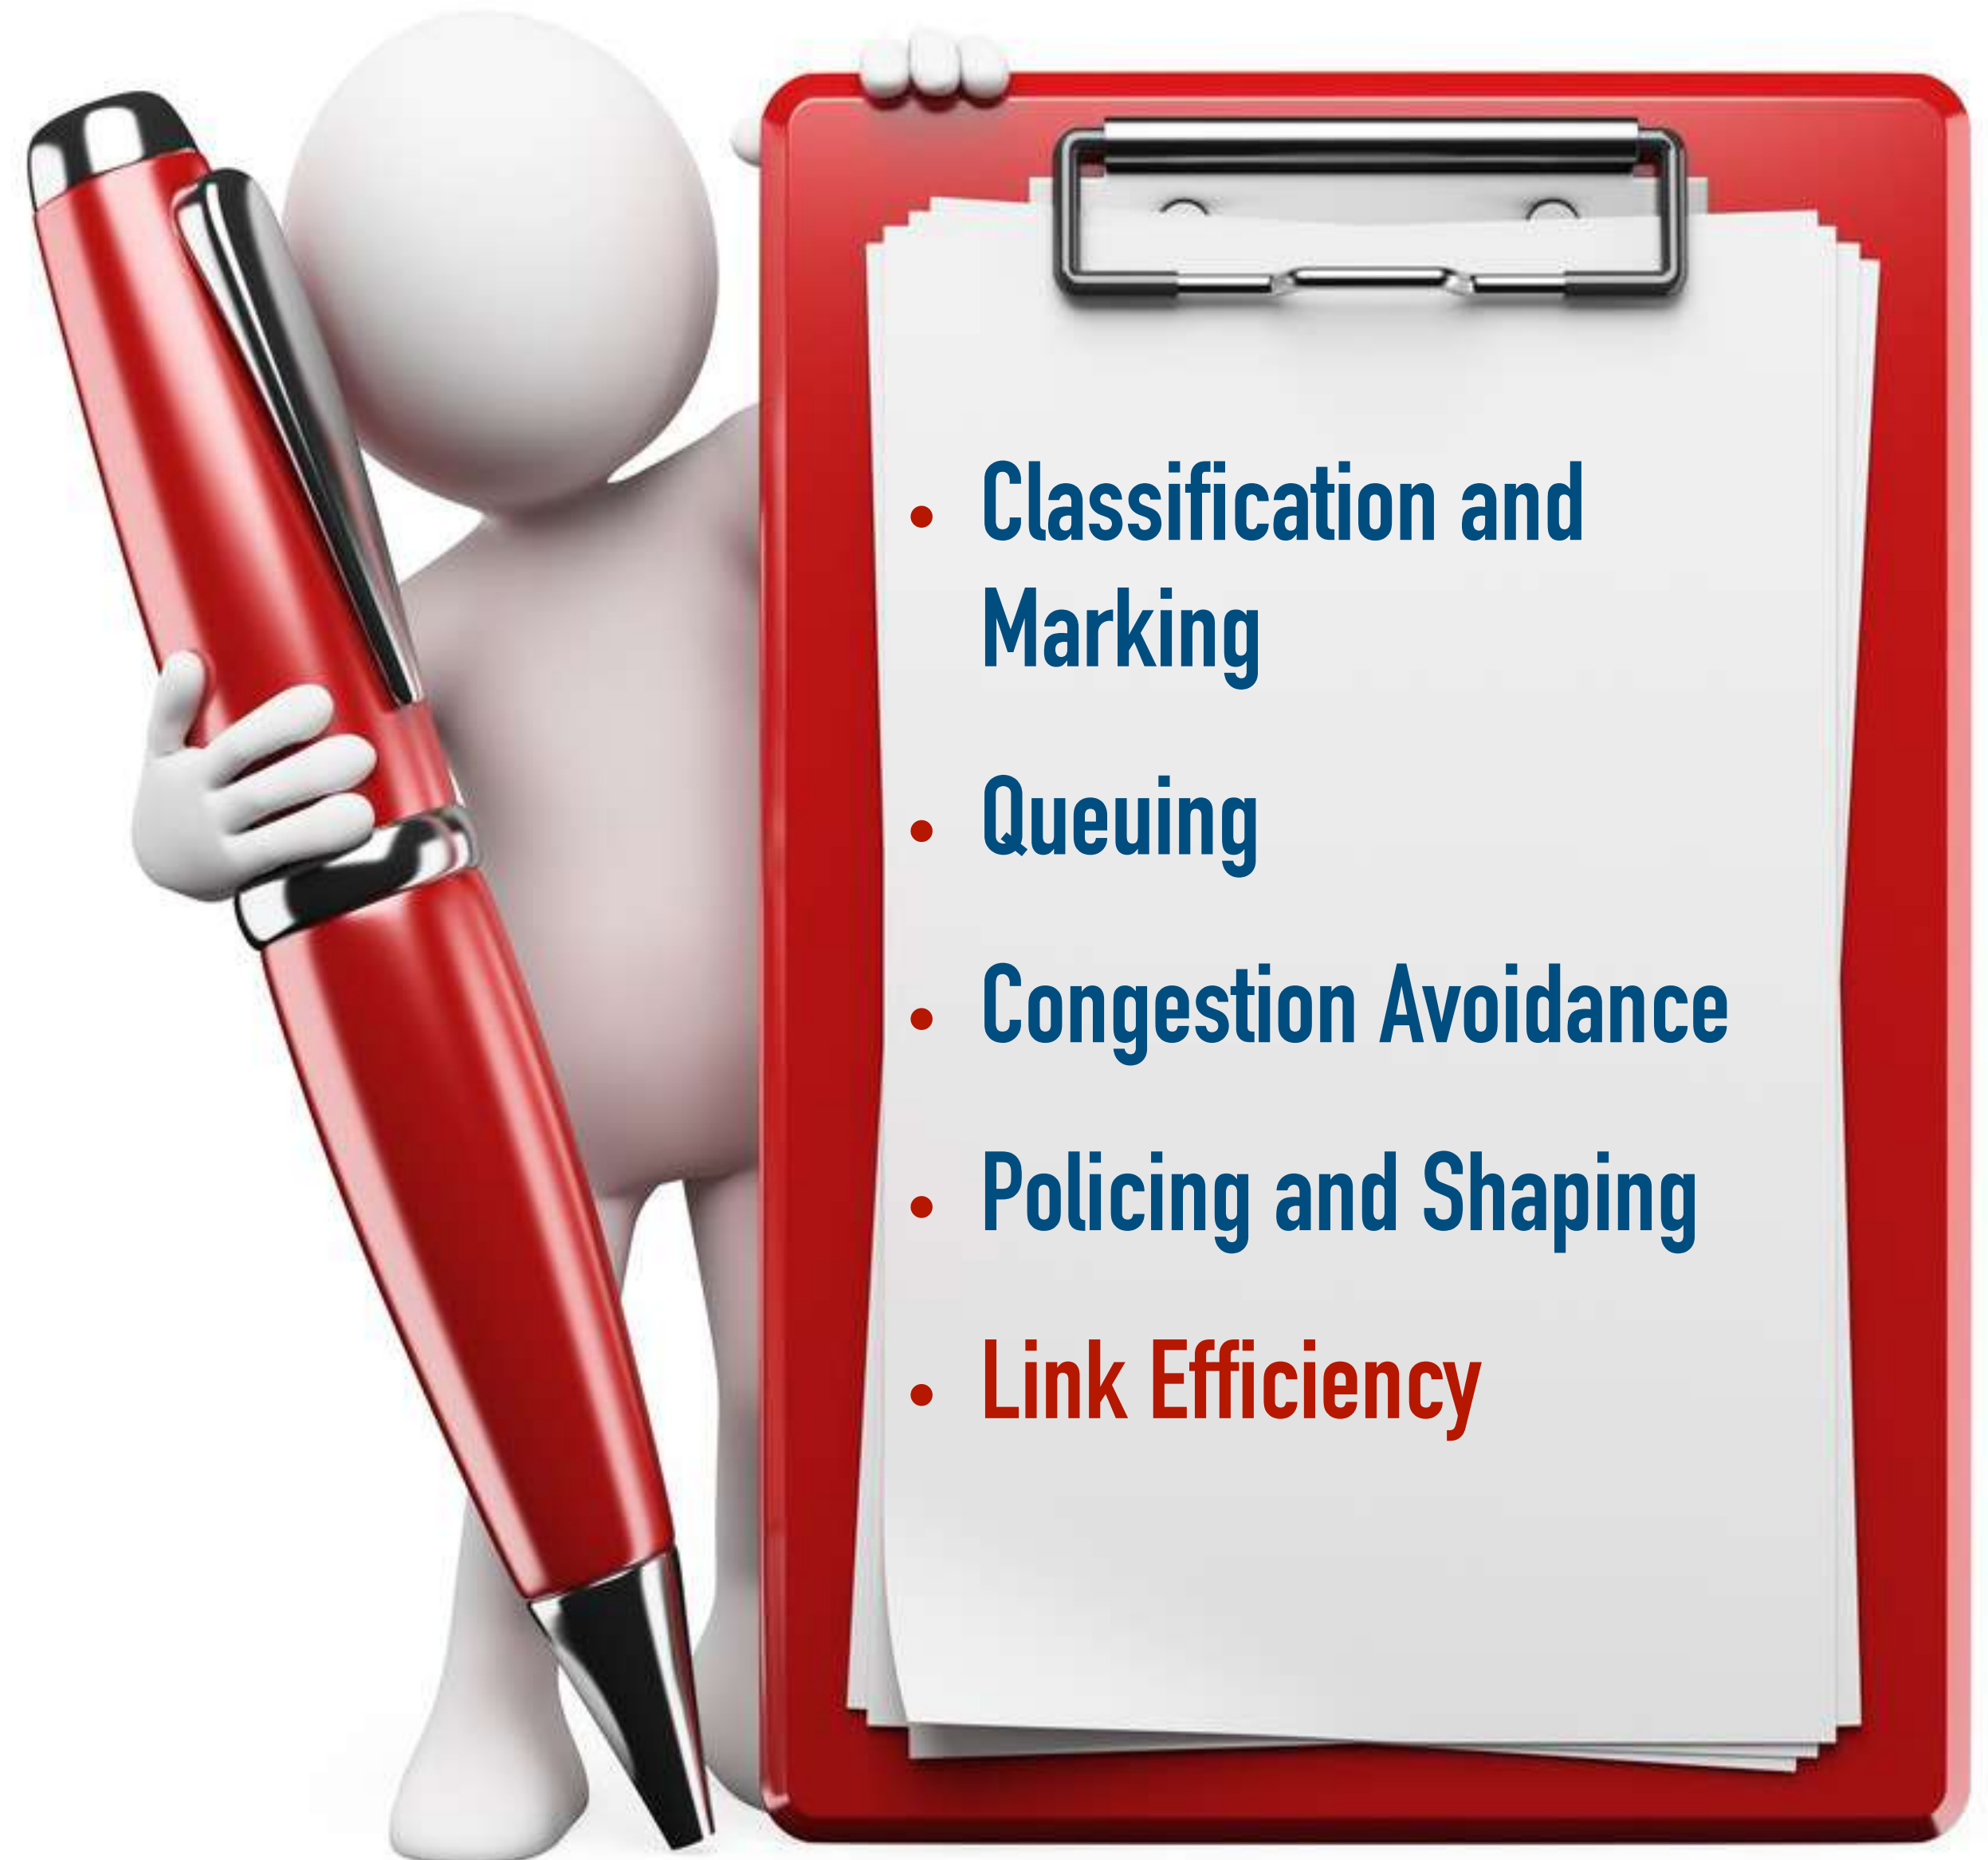 • Classification and
Marking
• Queuing
• Congestion Avoidance
• Policing and Shaping
• Link Efficiency